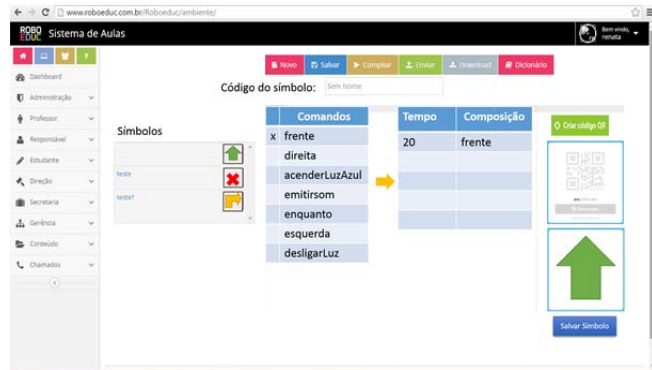 www.roboeduc.com.br/Roboeduc/ambiente/
ROBO
EDUC
Sistema de Aulas
Bem vindo,
renata
?
Dashboard
Administração
Professor
Responsável
Estudante
Direção
Secretaria
Gerência
Conteúdo
Chamados
Novo
Salvar
Compilar
Enviar
Download
Dicionário
Código do símbolo:
Sem Nome
Símbolos
teste
teste1
Comandos
x frente
direita
acenderLuzAzul
emitirsom
enquanto
esquerda
desligarLuz
Tempo Composição
20 frente
Criar código QR
Salvar Símbolo